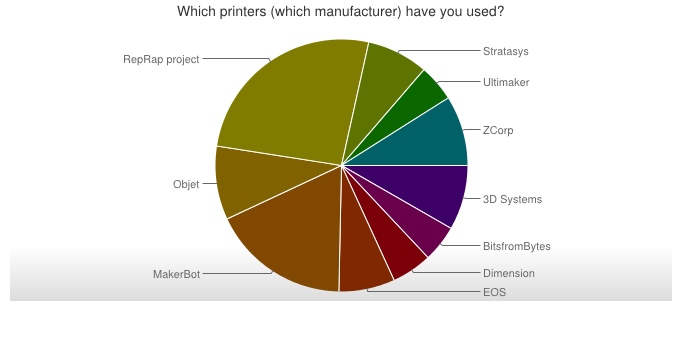 Which printers (which manufacturer) have you used?
RepRap project
Stratasys
Ultimaker
ZCorp
Objet
3D Systems
BitsfromBytes
MakerBot
Dimension
EOS